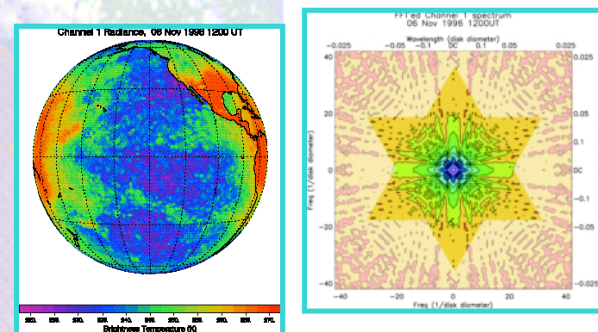 Channel 1 Radiance, 06 Nov 1996 1200 UT
Brightness Temperature (K)
FFT'ed Channel 1 spectrum
06 Nov 1996 1200UT
Wavelength (disk diameter)
-0.025 -0.05 -0.1 DC 0.1 0.05 0.025
40 0.025
20 0.05
0.1
0 DC
-0.1
-20 -0.05
-40 -0.025
-40 -20 0 20 40
Freq (1/disk diameter)
Freq (1/disk diameter)